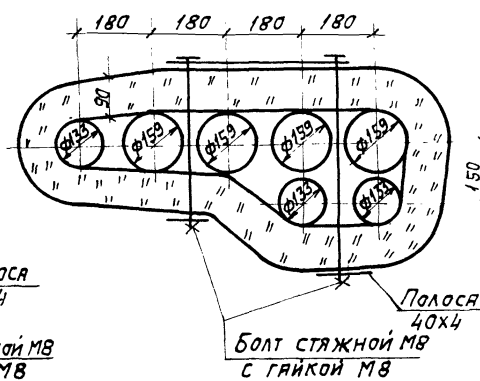 180 180 180 180
90
ф133 ф159 ф159 ф159 ф159
ф133 ф133
150
Полоса
40х4
Болт стяжной М8
с гайкой М8